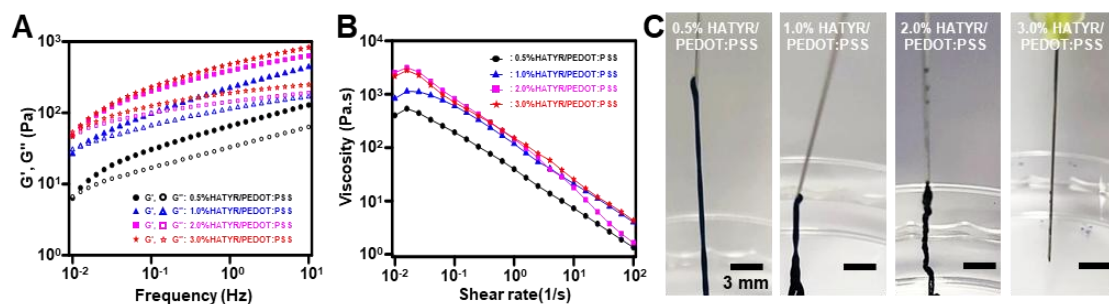 A
G', G'' (Pa)
10³
10²
10¹
10⁰
G', G'': 0.5%HATYR/PEDOT:PSS
G', G'': 1.0%HATYR/PEDOT:PSS
G', G'': 2.0%HATYR/PEDOT:PSS
G', G'': 3.0%HATYR/PEDOT:PSS
10⁻² 10⁻¹ 10⁰ 10¹
Frequency (Hz)
B
Viscosity (Pa.s)
10⁴
10³
10²
10¹
10⁰
: 0.5%HATYR/PEDOT:PSS
: 1.0%HATYR/PEDOT:PSS
: 2.0%HATYR/PEDOT:PSS
: 3.0%HATYR/PEDOT:PSS
10⁻² 10⁻¹ 10⁰ 10¹ 10²
Shear rate(1/s)
C
0.5% HATYR/
PEDOT:PSS
3 mm
1.0% HATYR/
PEDOT:PSS
2.0% HATYR/
PEDOT:PSS
3.0% HATYR/
PEDOT:PSS